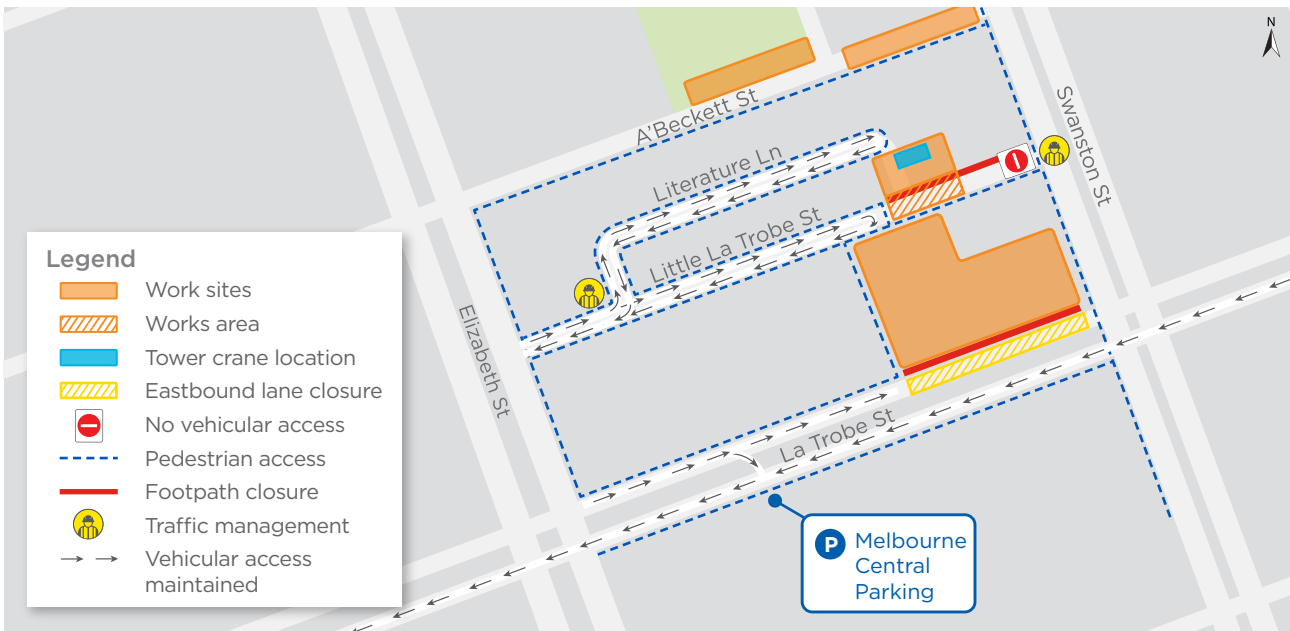 N
A'Beckett St
Swanston St
Literature Ln
Little La Trobe St
Elizabeth St
La Trobe St
Legend
Work sites
Works area
Tower crane location
Eastbound lane closure
No vehicular access
Pedestrian access
Footpath closure
Traffic management
Vehicular access
maintained
P Melbourne
Central
Parking